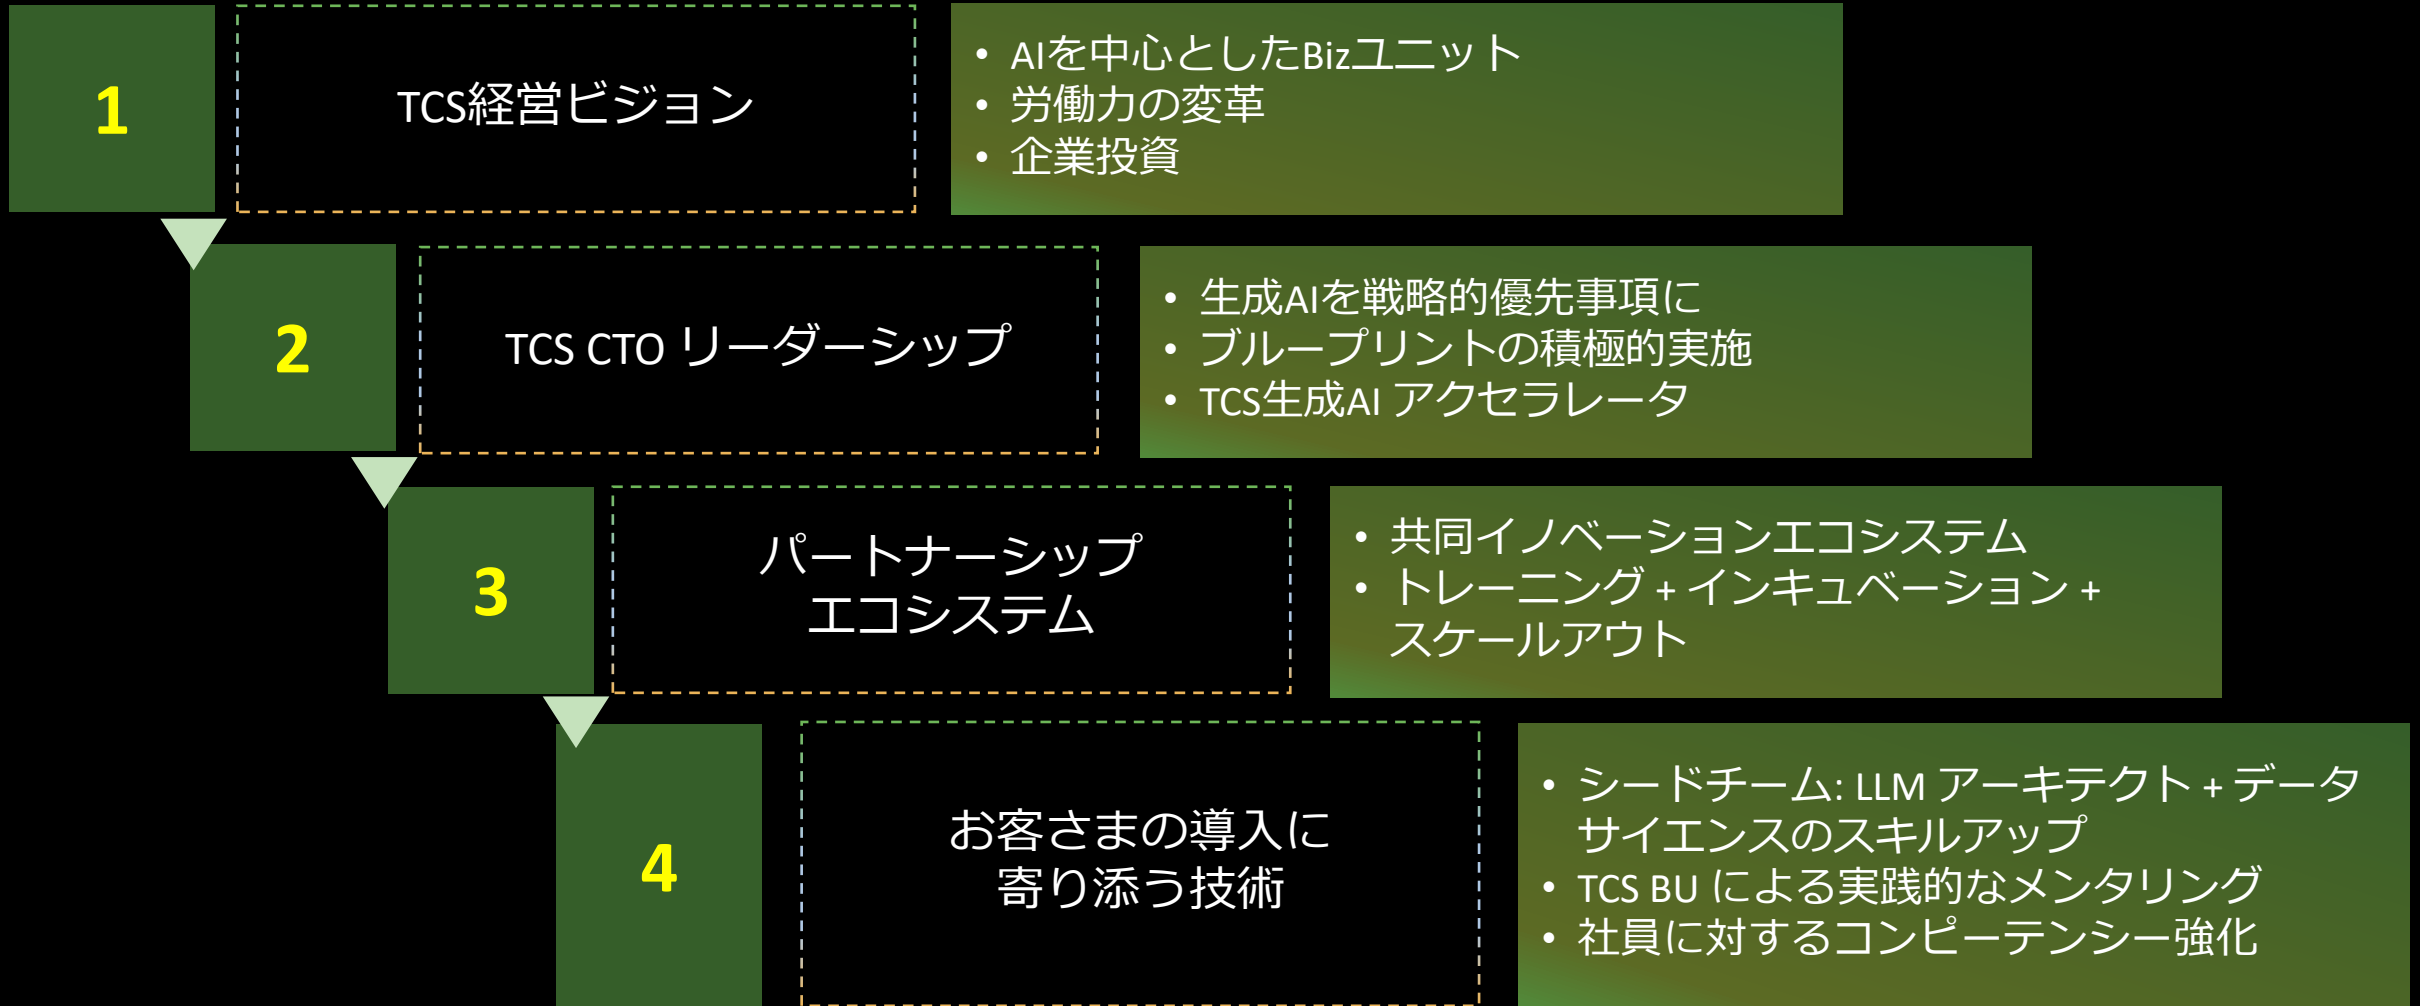 1
TCS経営ビジョン
• AIを中心としたBizユニット
• 労働力の変革
• 企業投資
2
TCS CTO リーダーシップ
• 生成AIを戦略的優先事項に
• ブループリントの積極的実施
• TCS生成AI アクセラレータ
3
パートナーシップ
エコシステム
• 共同イノベーションエコシステム
• トレーニング + インキュベーション +
スケールアウト
4
お客さまの導入に
寄り添う技術
• シードチーム: LLM アーキテクト + データ
サイエンスのスキルアップ
• TCS BU による実践的なメンタリング
• 社員に対するコンピーテンシー強化